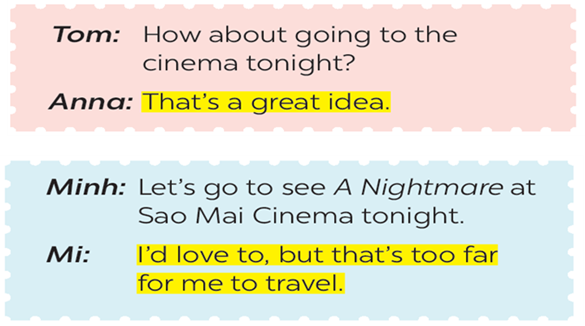 Tom: How about going to the
cinema tonight?
Anna: That's a great idea.
Minh: Let's go to see A Nightmare at
Sao Mai Cinema tonight.
Mi: I'd love to, but that's too far
for me to travel.